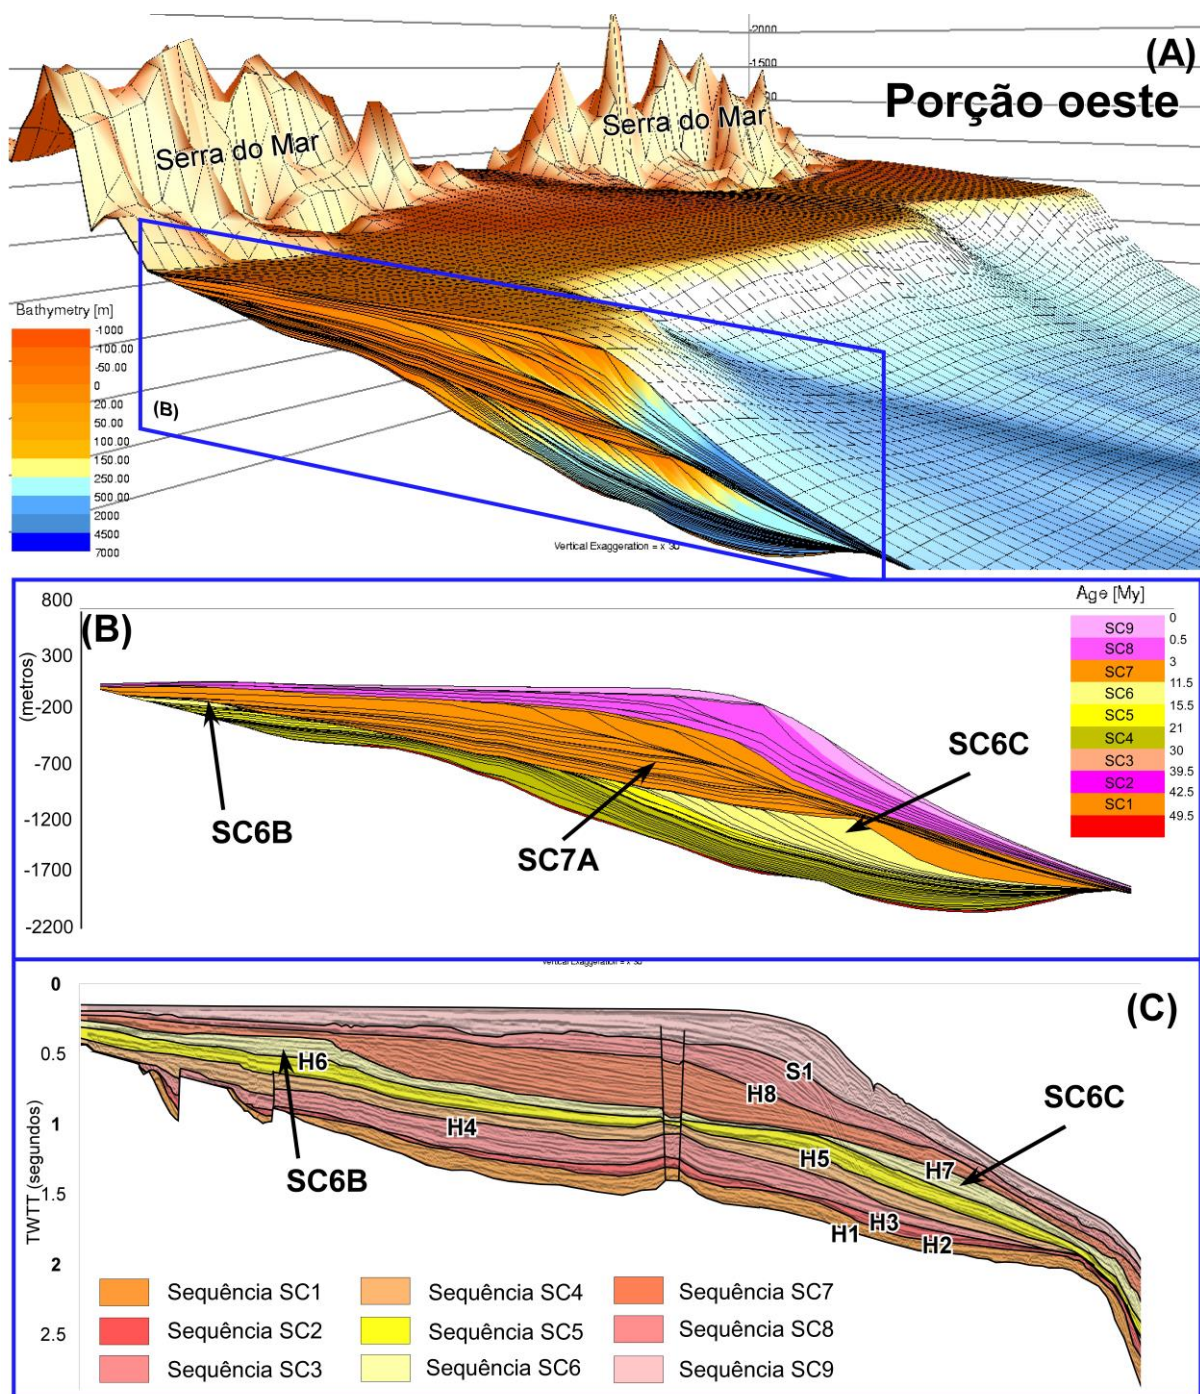 (A)
Porção oeste
-2000
-1500
Serra do Mar
Serra do Mar
Bathymetry [m]
-1000
-100.00
-50.00
0
20.00
50.00
100.00
150.00
250.00
500.00
2000
4500
7000
(B)
Vertical Exaggeration = x 30
(B)
(metros)
800
300
-200
-700
-1200
-1700
-2200
SC6B
SC7A
SC6C
Age [My]
SC9
SC8
SC7
SC6
SC5
SC4
SC3
SC2
SC1
0
0.5
3
11.5
15.5
21
30
39.5
42.5
49.5
Vertical Exaggeration = x 30
(C)
TWTT (segundos)
0
0.5
1
1.5
2
2.5
H6
SC6B
H4
S1
H8
SC6C
H5
H7
H3
H1
H2
Sequência SC1
Sequência SC2
Sequência SC3
Sequência SC4
Sequência SC5
Sequência SC6
Sequência SC7
Sequência SC8
Sequência SC9